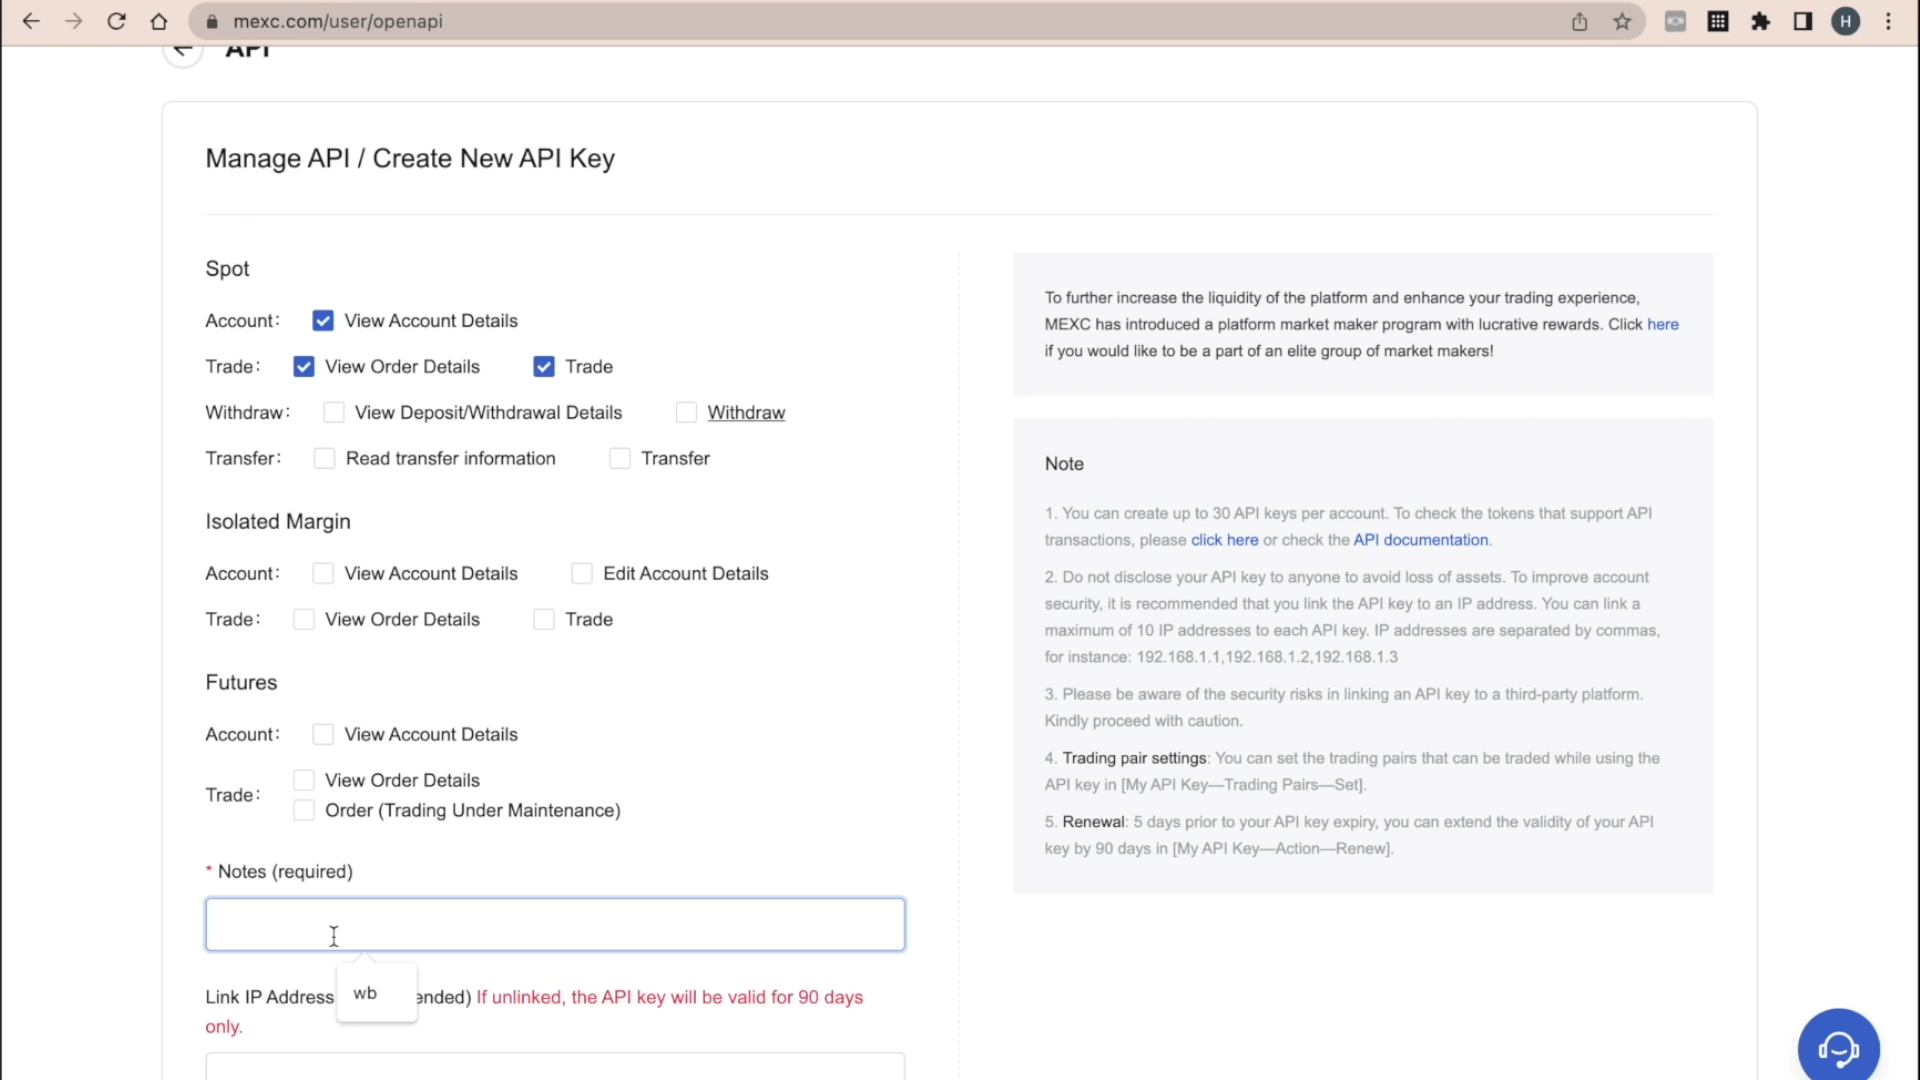 mexc.com/user/openapi
H
API
Manage API / Create New API Key
Spot
Account: View Account Details
Trade: View Order Details Trade
Withdraw: View Deposit/Withdrawal Details Withdraw
Transfer: Read transfer information Transfer
Isolated Margin
Account: View Account Details Edit Account Details
Trade: View Order Details Trade
Futures
Account: View Account Details
Trade: View Order Details
Order (Trading Under Maintenance)
* Notes (required)
wb
Link IP Address ended) If unlinked, the API key will be valid for 90 days
only.
To further increase the liquidity of the platform and enhance your trading experience,
MEXC has introduced a platform market maker program with lucrative rewards. Click here
if you would like to be a part of an elite group of market makers!
Note
1. You can create up to 30 API keys per account. To check the tokens that support API
transactions, please click here or check the API documentation.
2. Do not disclose your API key to anyone to avoid loss of assets. To improve account
security, it is recommended that you link the API key to an IP address. You can link a
maximum of 10 IP addresses to each API key. IP addresses are separated by commas,
for instance: 192.168.1.1,192.168.1.2,192.168.1.3
3. Please be aware of the security risks in linking an API key to a third-party platform.
Kindly proceed with caution.
4. Trading pair settings: You can set the trading pairs that can be traded while using the
API key in [My API Key—Trading Pairs—Set].
5. Renewal: 5 days prior to your API key expiry, you can extend the validity of your API
key by 90 days in [My API Key—Action—Renew].